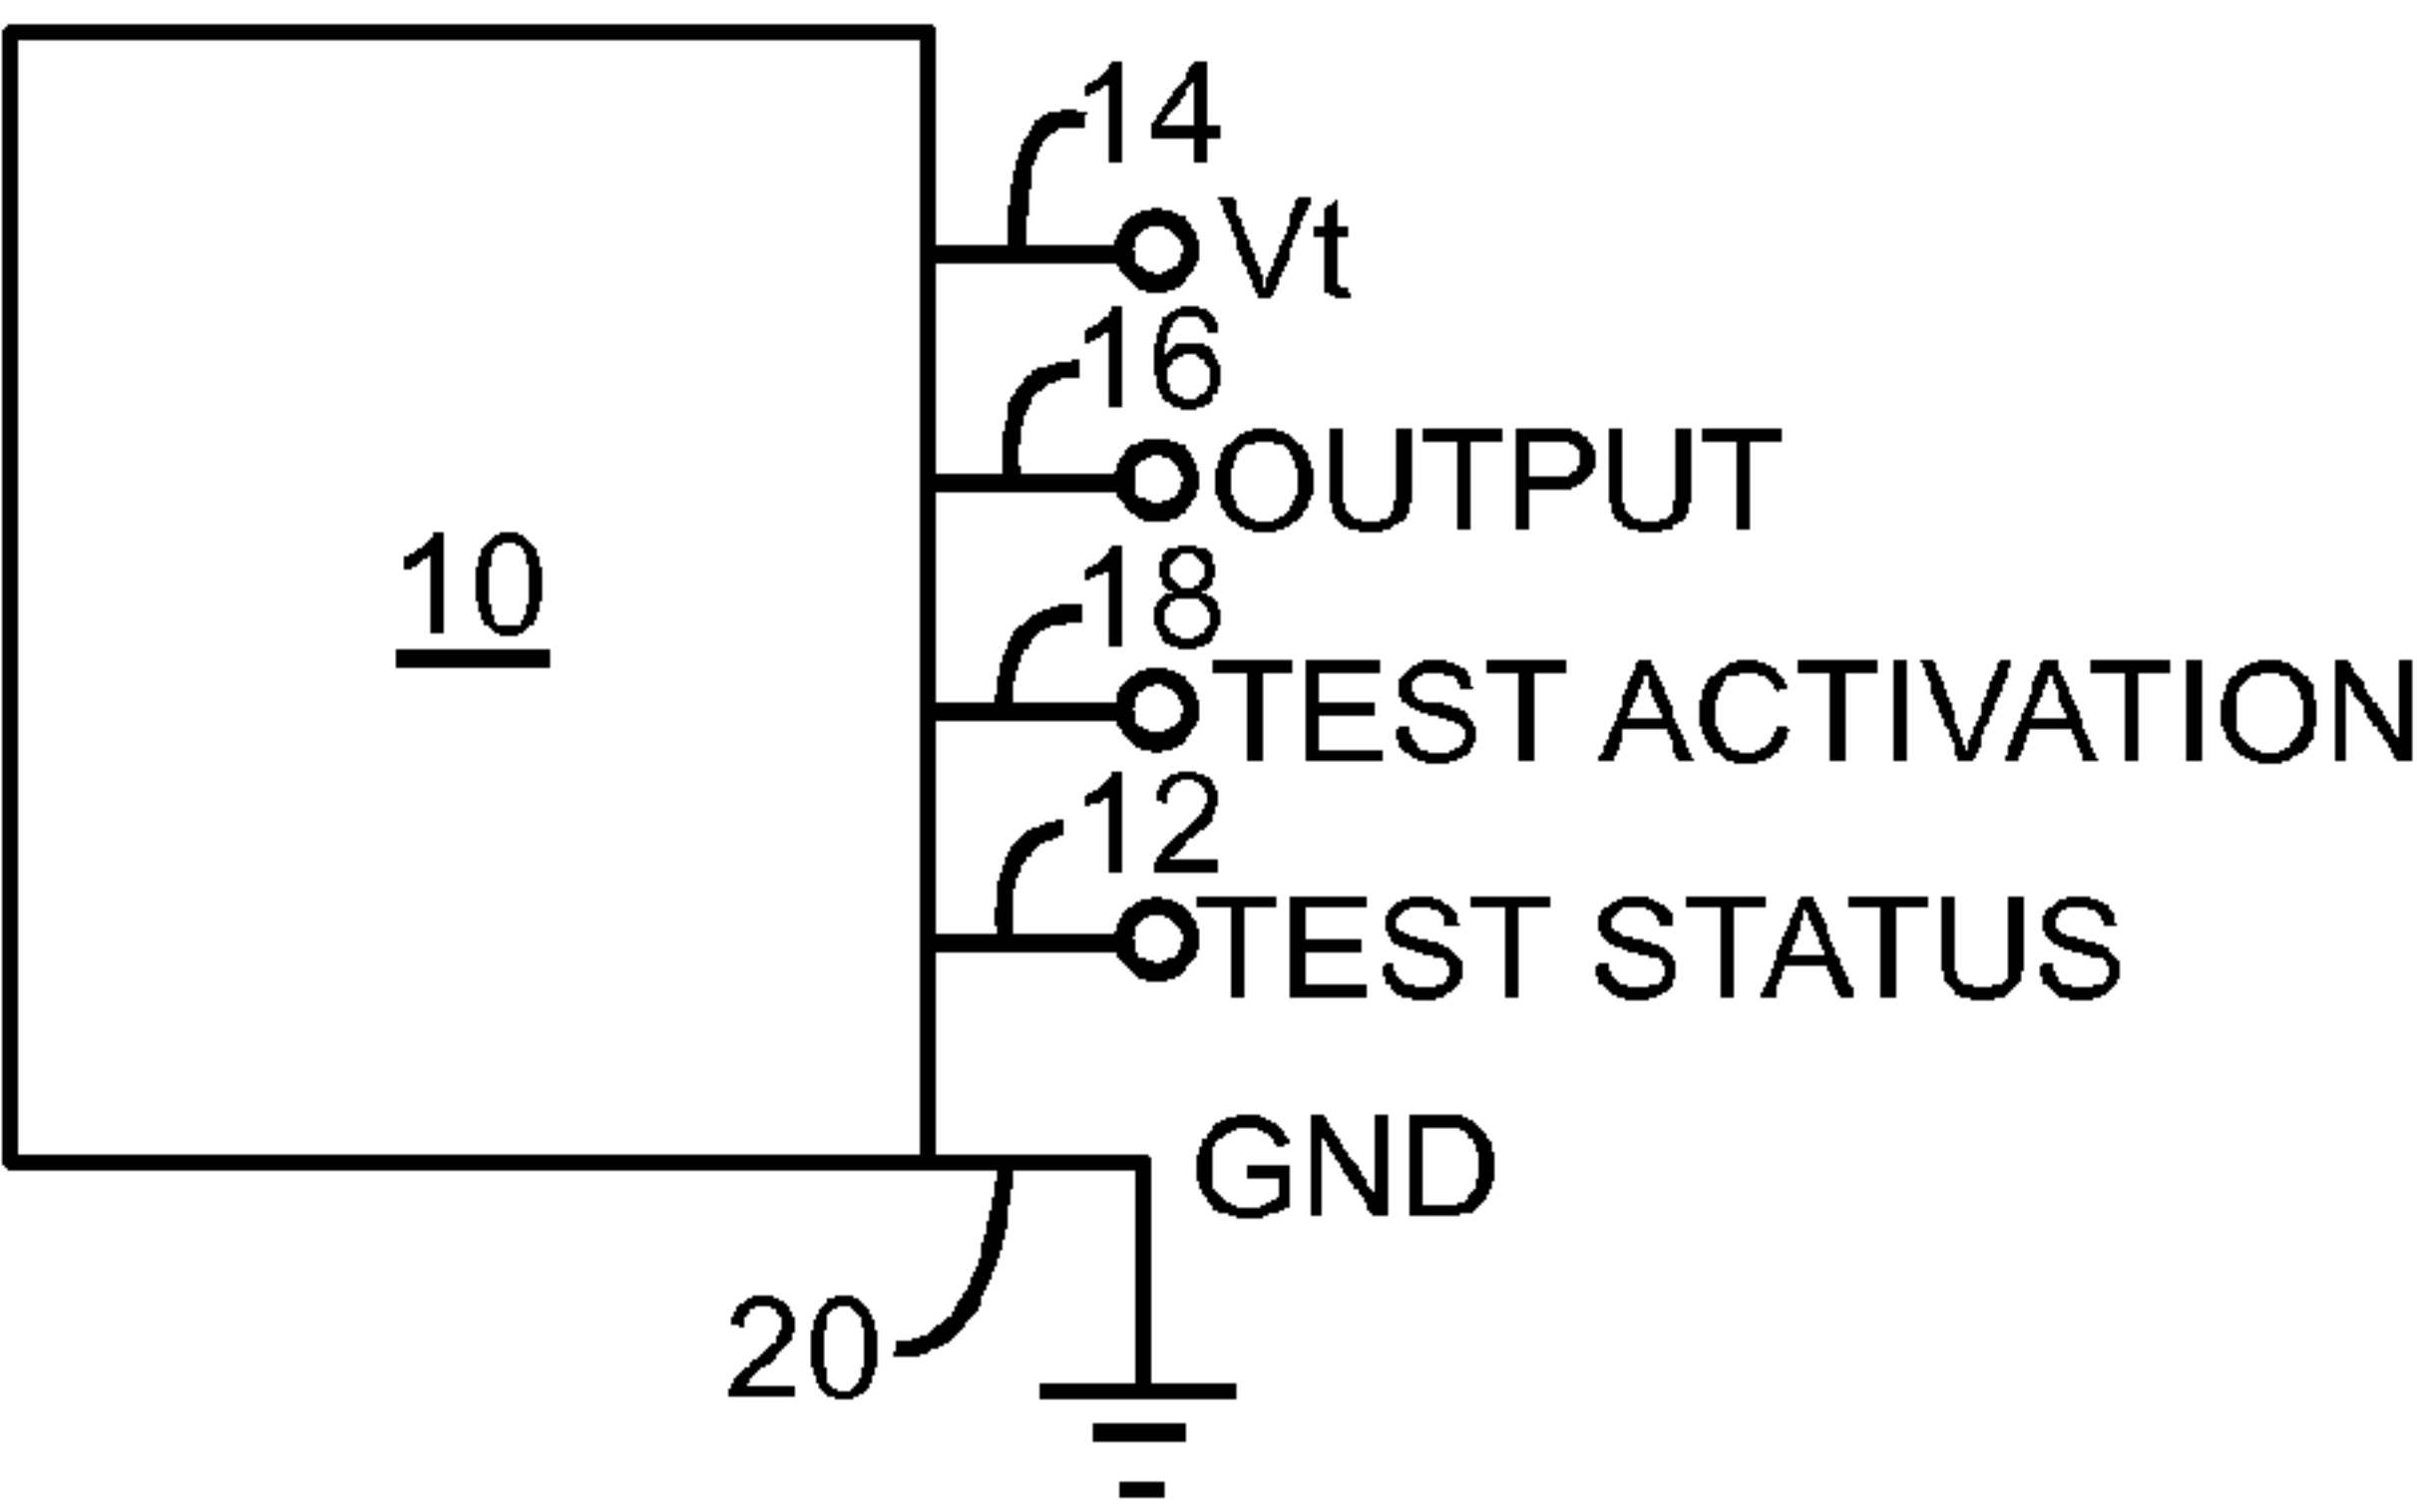 14
Vt
16
OUTPUT
10
18
TEST ACTIVATION
12
TEST STATUS
GND
20